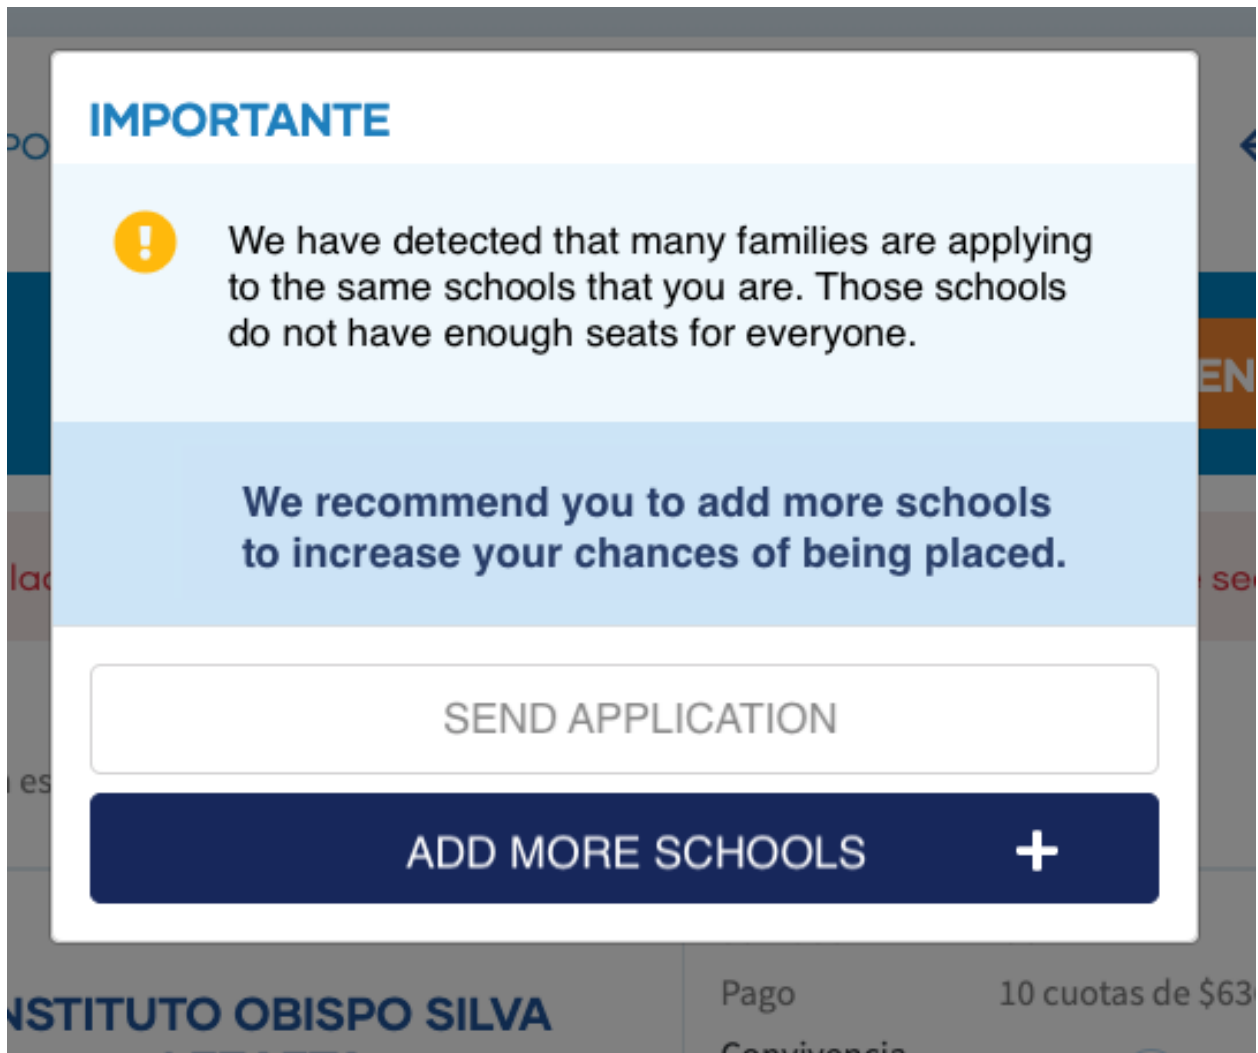 IMPORTANTE
We have detected that many families are applying
to the same schools that you are. Those schools
do not have enough seats for everyone.
We recommend you to add more schools
to increase your chances of being placed.
SEND APPLICATION
ADD MORE SCHOOLS +
es
OBISPO SILVA
Pago 10 cuotas de